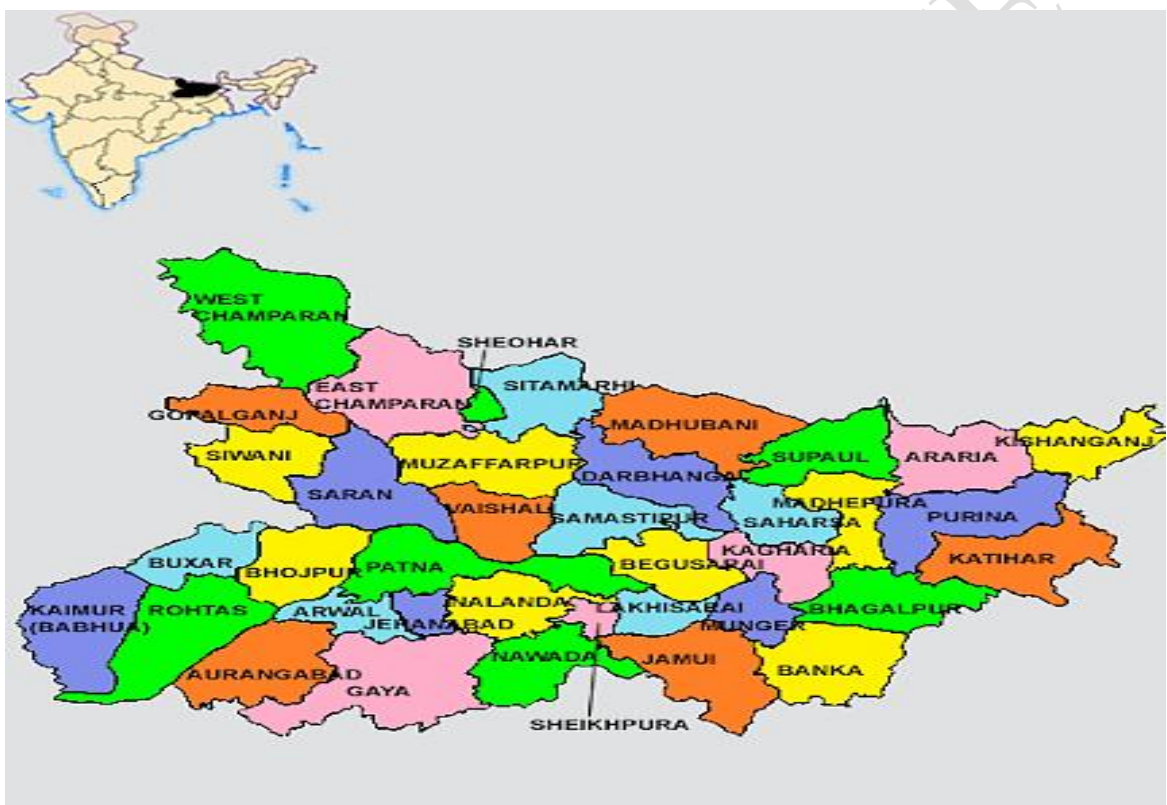 WEST
CHAMPARAN
SHEOHAR
EAST
CHAMPARAN
SITAMARHI
GOPALGANJ
MADHUBANI
SIWANI
MUZAFFARPUR
DARBHANGA
SUPAUL
ARARIA
KISHANGANJ
SARAN
VAISHALI
SAMASTIPUR
MADHEPURA
SAHARSA
PURINA
BUXAR
BHOJPUR
PATNA
BEGUSARAI
KAGHARIA
KATIHAR
KAIMUR
(BABHUA)
ROHTAS
ARWAL
JEHANABAD
NALANDA
LAKHISARAI
MUNGER
BHAGALPUR
AURANGABAD
GAYA
NAWADA
JAMUI
BANKA
SHEIKHPURA